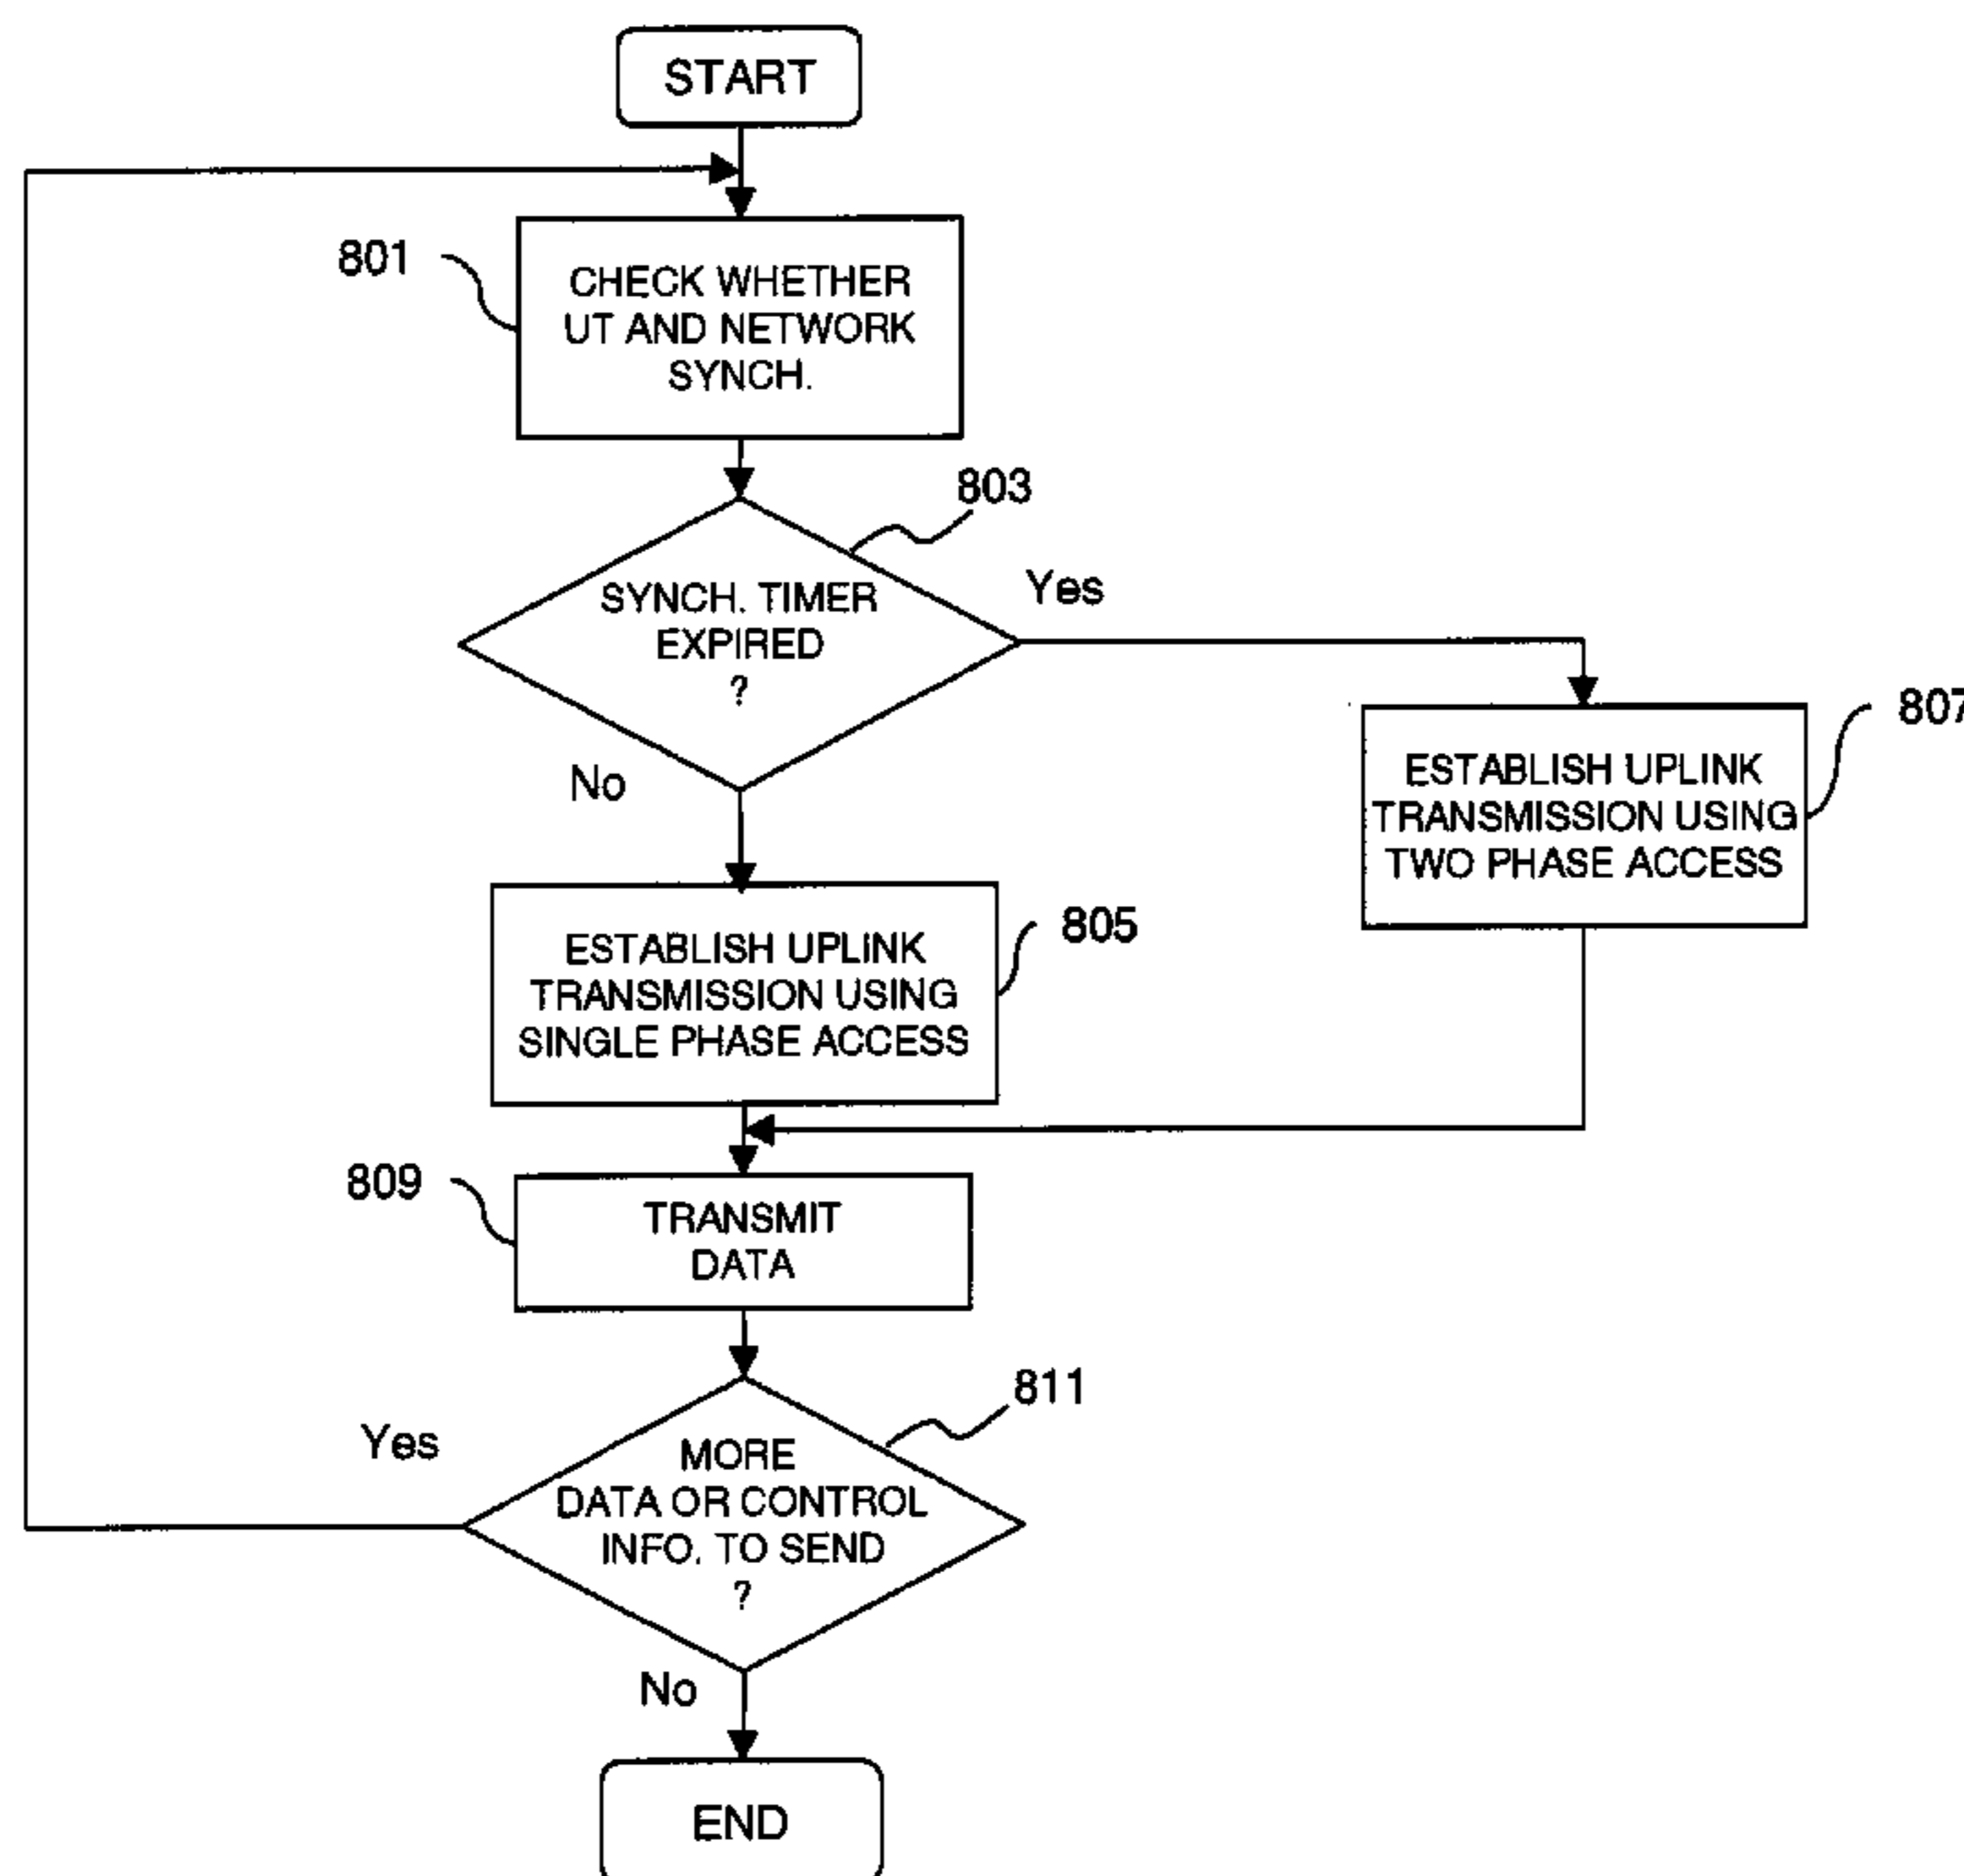 START
801
CHECK WHETHER
UT AND NETWORK
SYNCH.
803
SYNCH. TIMER
EXPIRED
?
Yes
No
807
ESTABLISH UPLINK
TRANSMISSION USING
TWO PHASE ACCESS
805
ESTABLISH UPLINK
TRANSMISSION USING
SINGLE PHASE ACCESS
809
TRANSMIT
DATA
811
Yes
MORE
DATA OR CONTROL
INFO. TO SEND
?
No
END